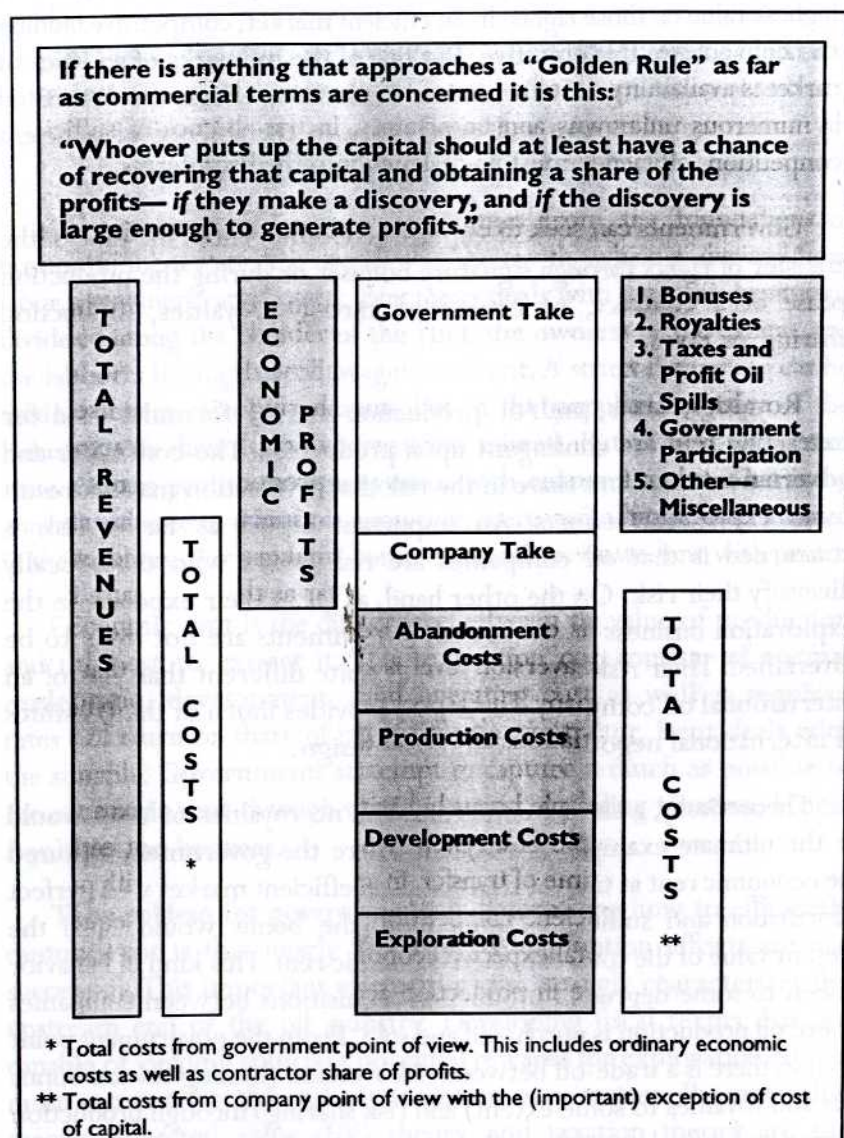 If there is anything that approaches a “Golden Rule” as far
as commercial terms are concerned it is this:
“Whoever puts up the capital should at least have a chance
of recovering that capital and obtaining a share of the
profits— if they make a discovery, and if the discovery is
large enough to generate profits.”
TOTAL REVENUES
TOTAL COSTS *
ECONOMIC PROFITS
Government Take
Company Take
Abandonment
Costs
Production Costs
Development Costs
Exploration Costs
1. Bonuses
2. Royalties
3. Taxes and
Profit Oil
Spills
4. Government
Participation
5. Other
Miscellaneous
TOTAL COSTS
**
* Total costs from government point of view. This includes ordinary economic
costs as well as contractor share of profits.
** Total costs from company point of view with the (important) exception of cost
of capital.